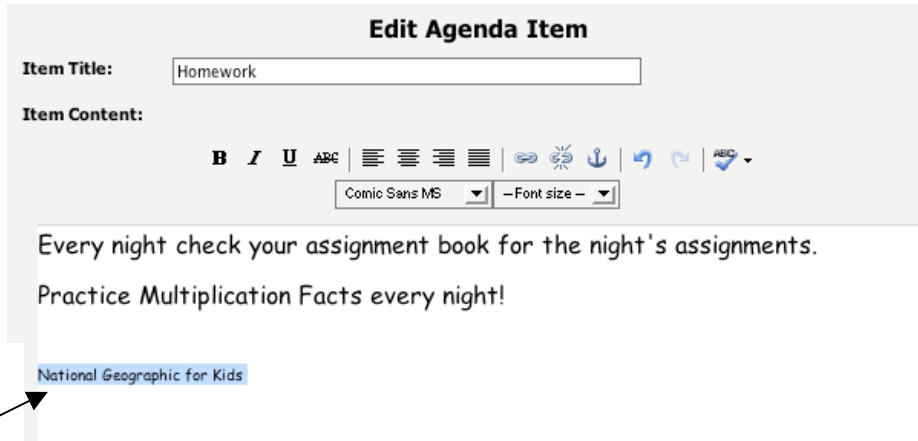 Edit Agenda Item
Item Title: Homework
Item Content:
B I U ABC ABC
Comic Sans MS – Font size –
Every night check your assignment book for the night's assignments.
Practice Multiplication Facts every night!
National Geographic for Kids